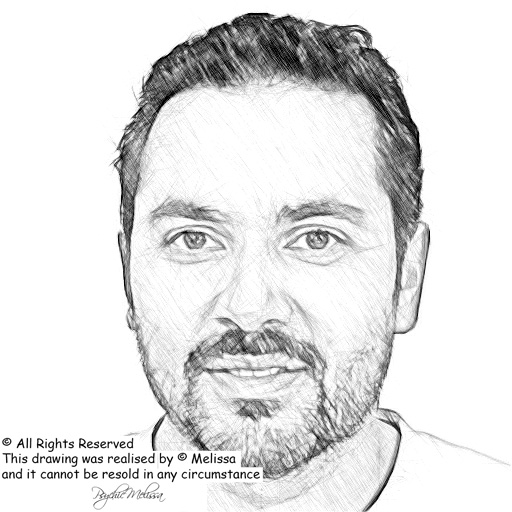 © All Rights Reserved
This drawing was realised by © Melissa
and it cannot be resold in any circumstance
Psychic Melissa